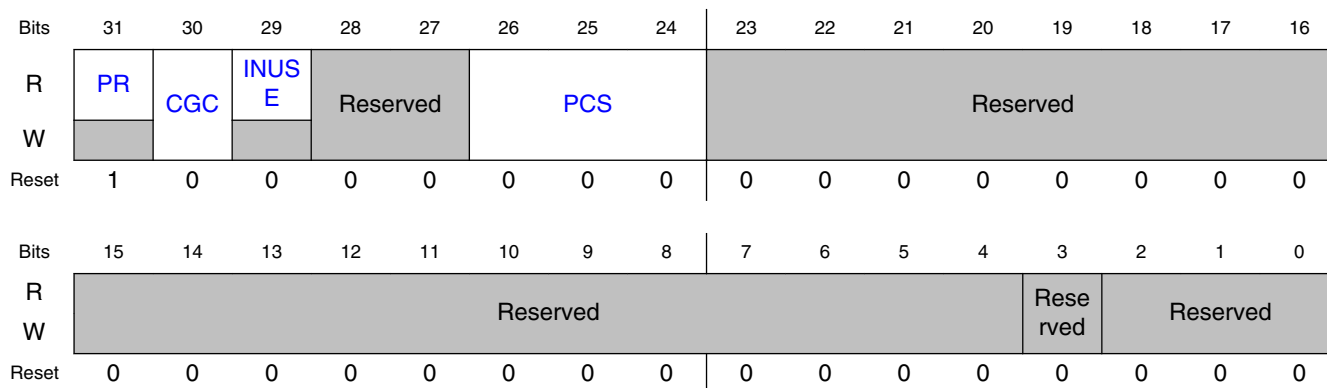 Bits 31 30 29 28 27 26 25 24 23 22 21 20 19 18 17 16
R PR CGC INUS
E Reserved PCS Reserved
W
Reset 1 0 0 0 0 0 0 0 0 0 0 0 0 0 0 0
Bits 15 14 13 12 11 10 9 8 7 6 5 4 3 2 1 0
R Reserved Rese
rved Reserved
W
Reset 0 0 0 0 0 0 0 0 0 0 0 0 0 0 0 0